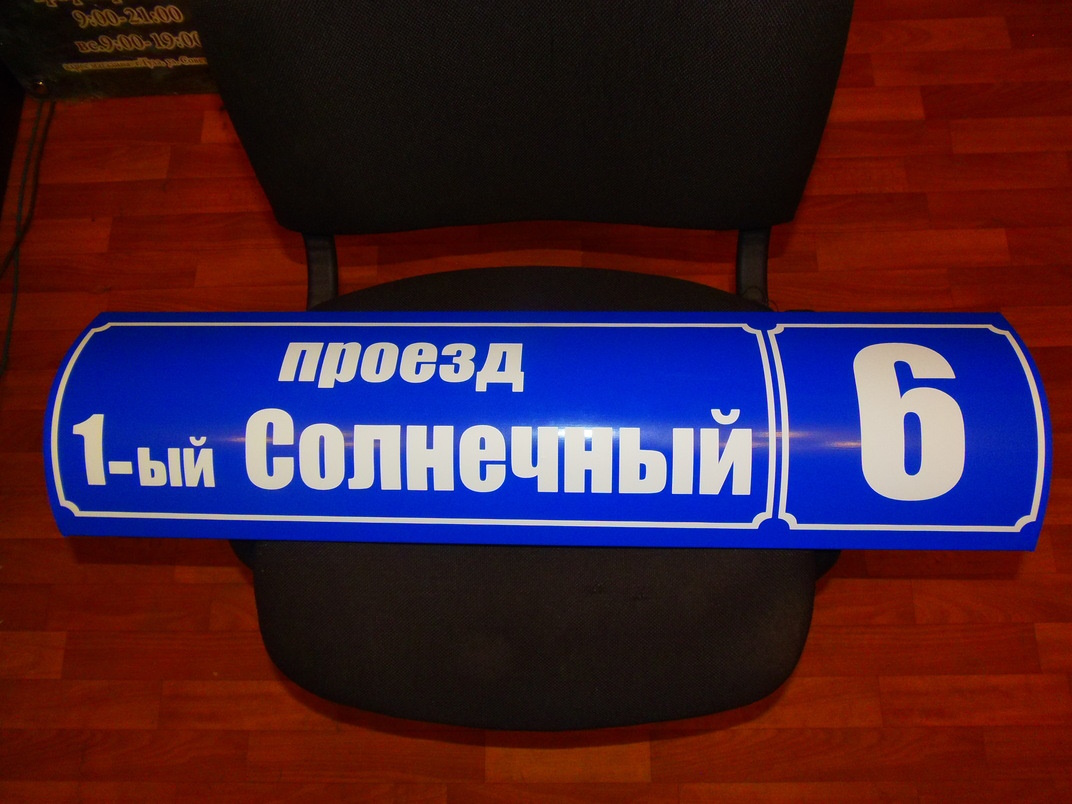 9:00-21:00
вс.9:00-19:00
проезд
1-ый Солнечный
6